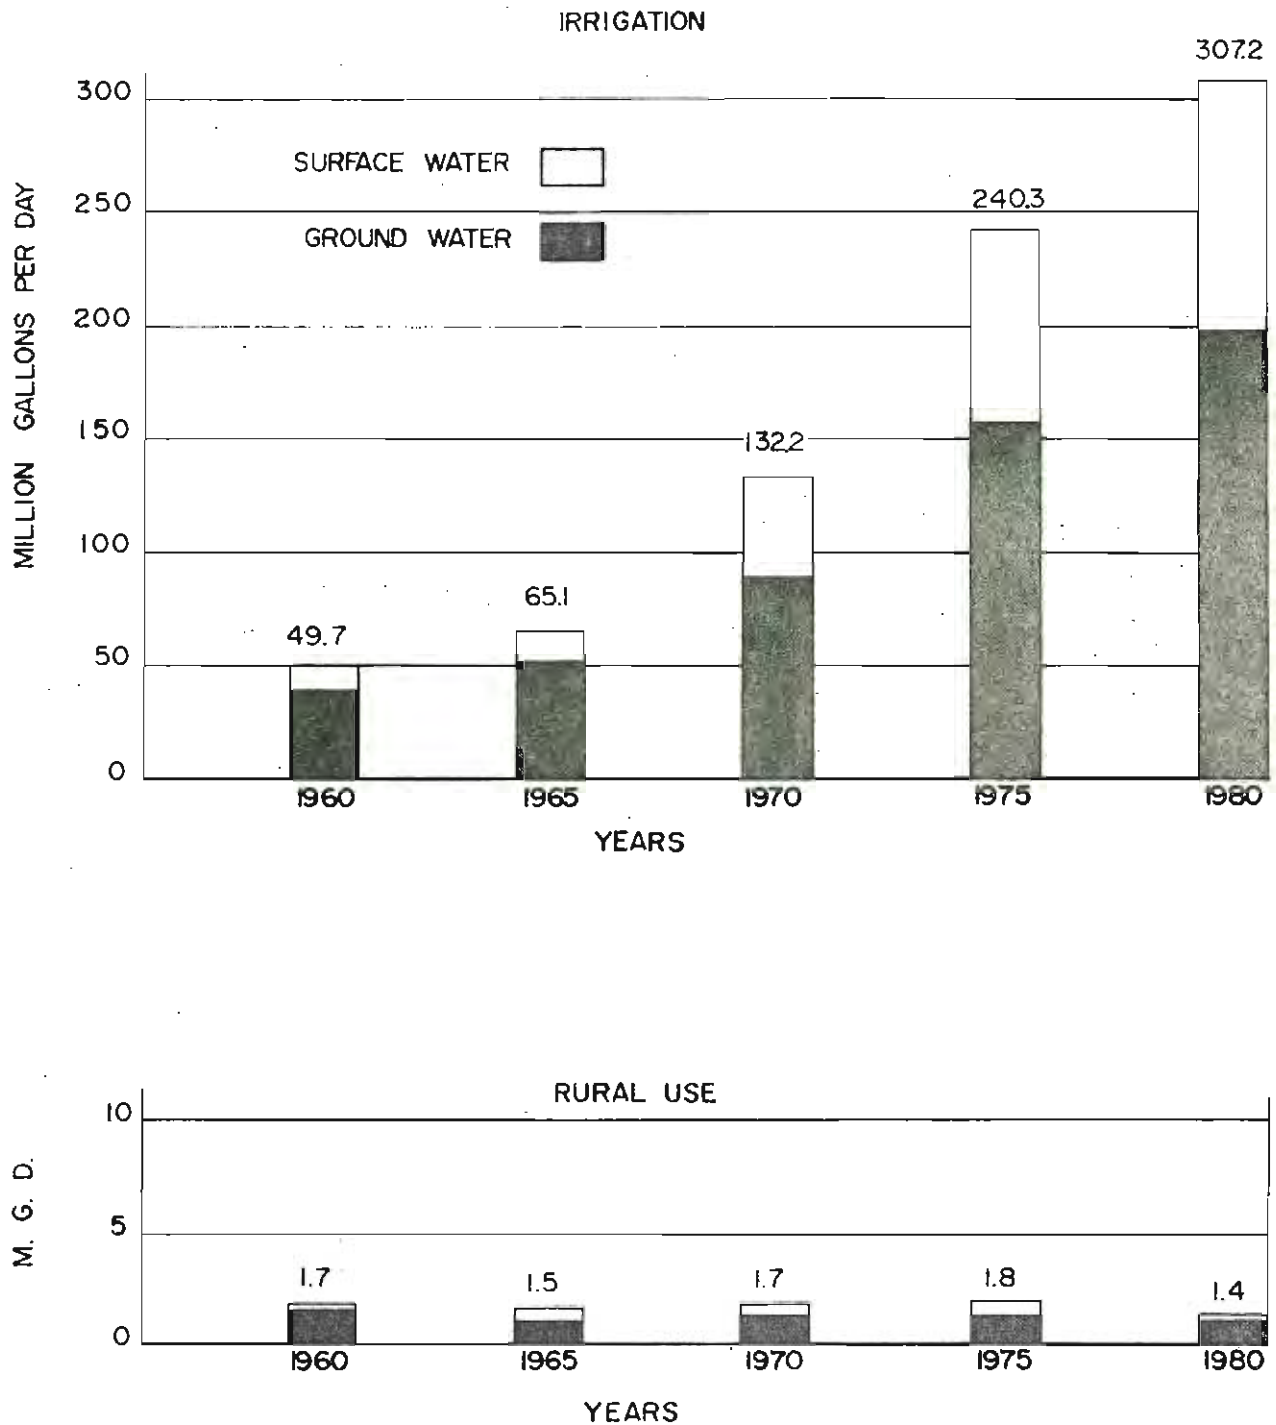 IRRIGATION
307.2
300
SURFACE WATER
240.3
250
GROUND WATER
200
150
132.2
100
65.1
49.7
50
0
MILLION GALLONS PER DAY
1960 1965 1970 1975 1980
YEARS
RURAL USE
10
5
M. G. D.
1.7 1.5 1.7 1.8 1.4
0
1960 1965 1970 1975 1980
YEARS